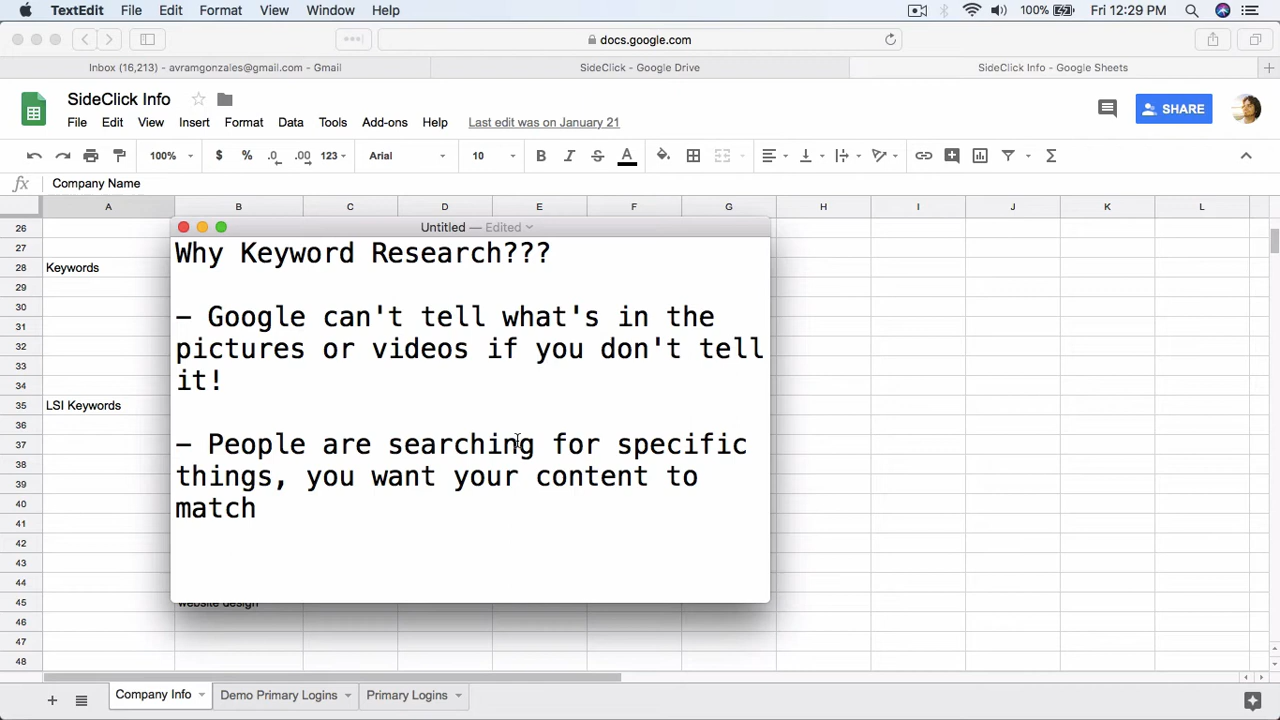 TextEdit File Edit Format View Window Help 100% Fri 12:29 PM
docs.google.com
Inbox (16,213) - avramgonzales@gmail.com - Gmail SideClick - Google Drive SideClick Info - Google Sheets
SideClick Info
File Edit View Insert Format Data Tools Add-ons Help Last edit was on January 21 SHARE
100% $ % .0 .00 123 Arial 10 B I S A
fx Company Name
A B C D E F G H I J K L
Untitled — Edited
Why Keyword Research???
- Google can't tell what's in the
pictures or videos if you don't tell
it!
- People are searching for specific
things, you want your content to
match
26
27
28 Keywords
29
30
31
32
33
34
35 LSI Keywords
36
37
38
39
40
41
42
43
44
45 website design
46
47
48
Company Info Demo Primary Logins Primary Logins